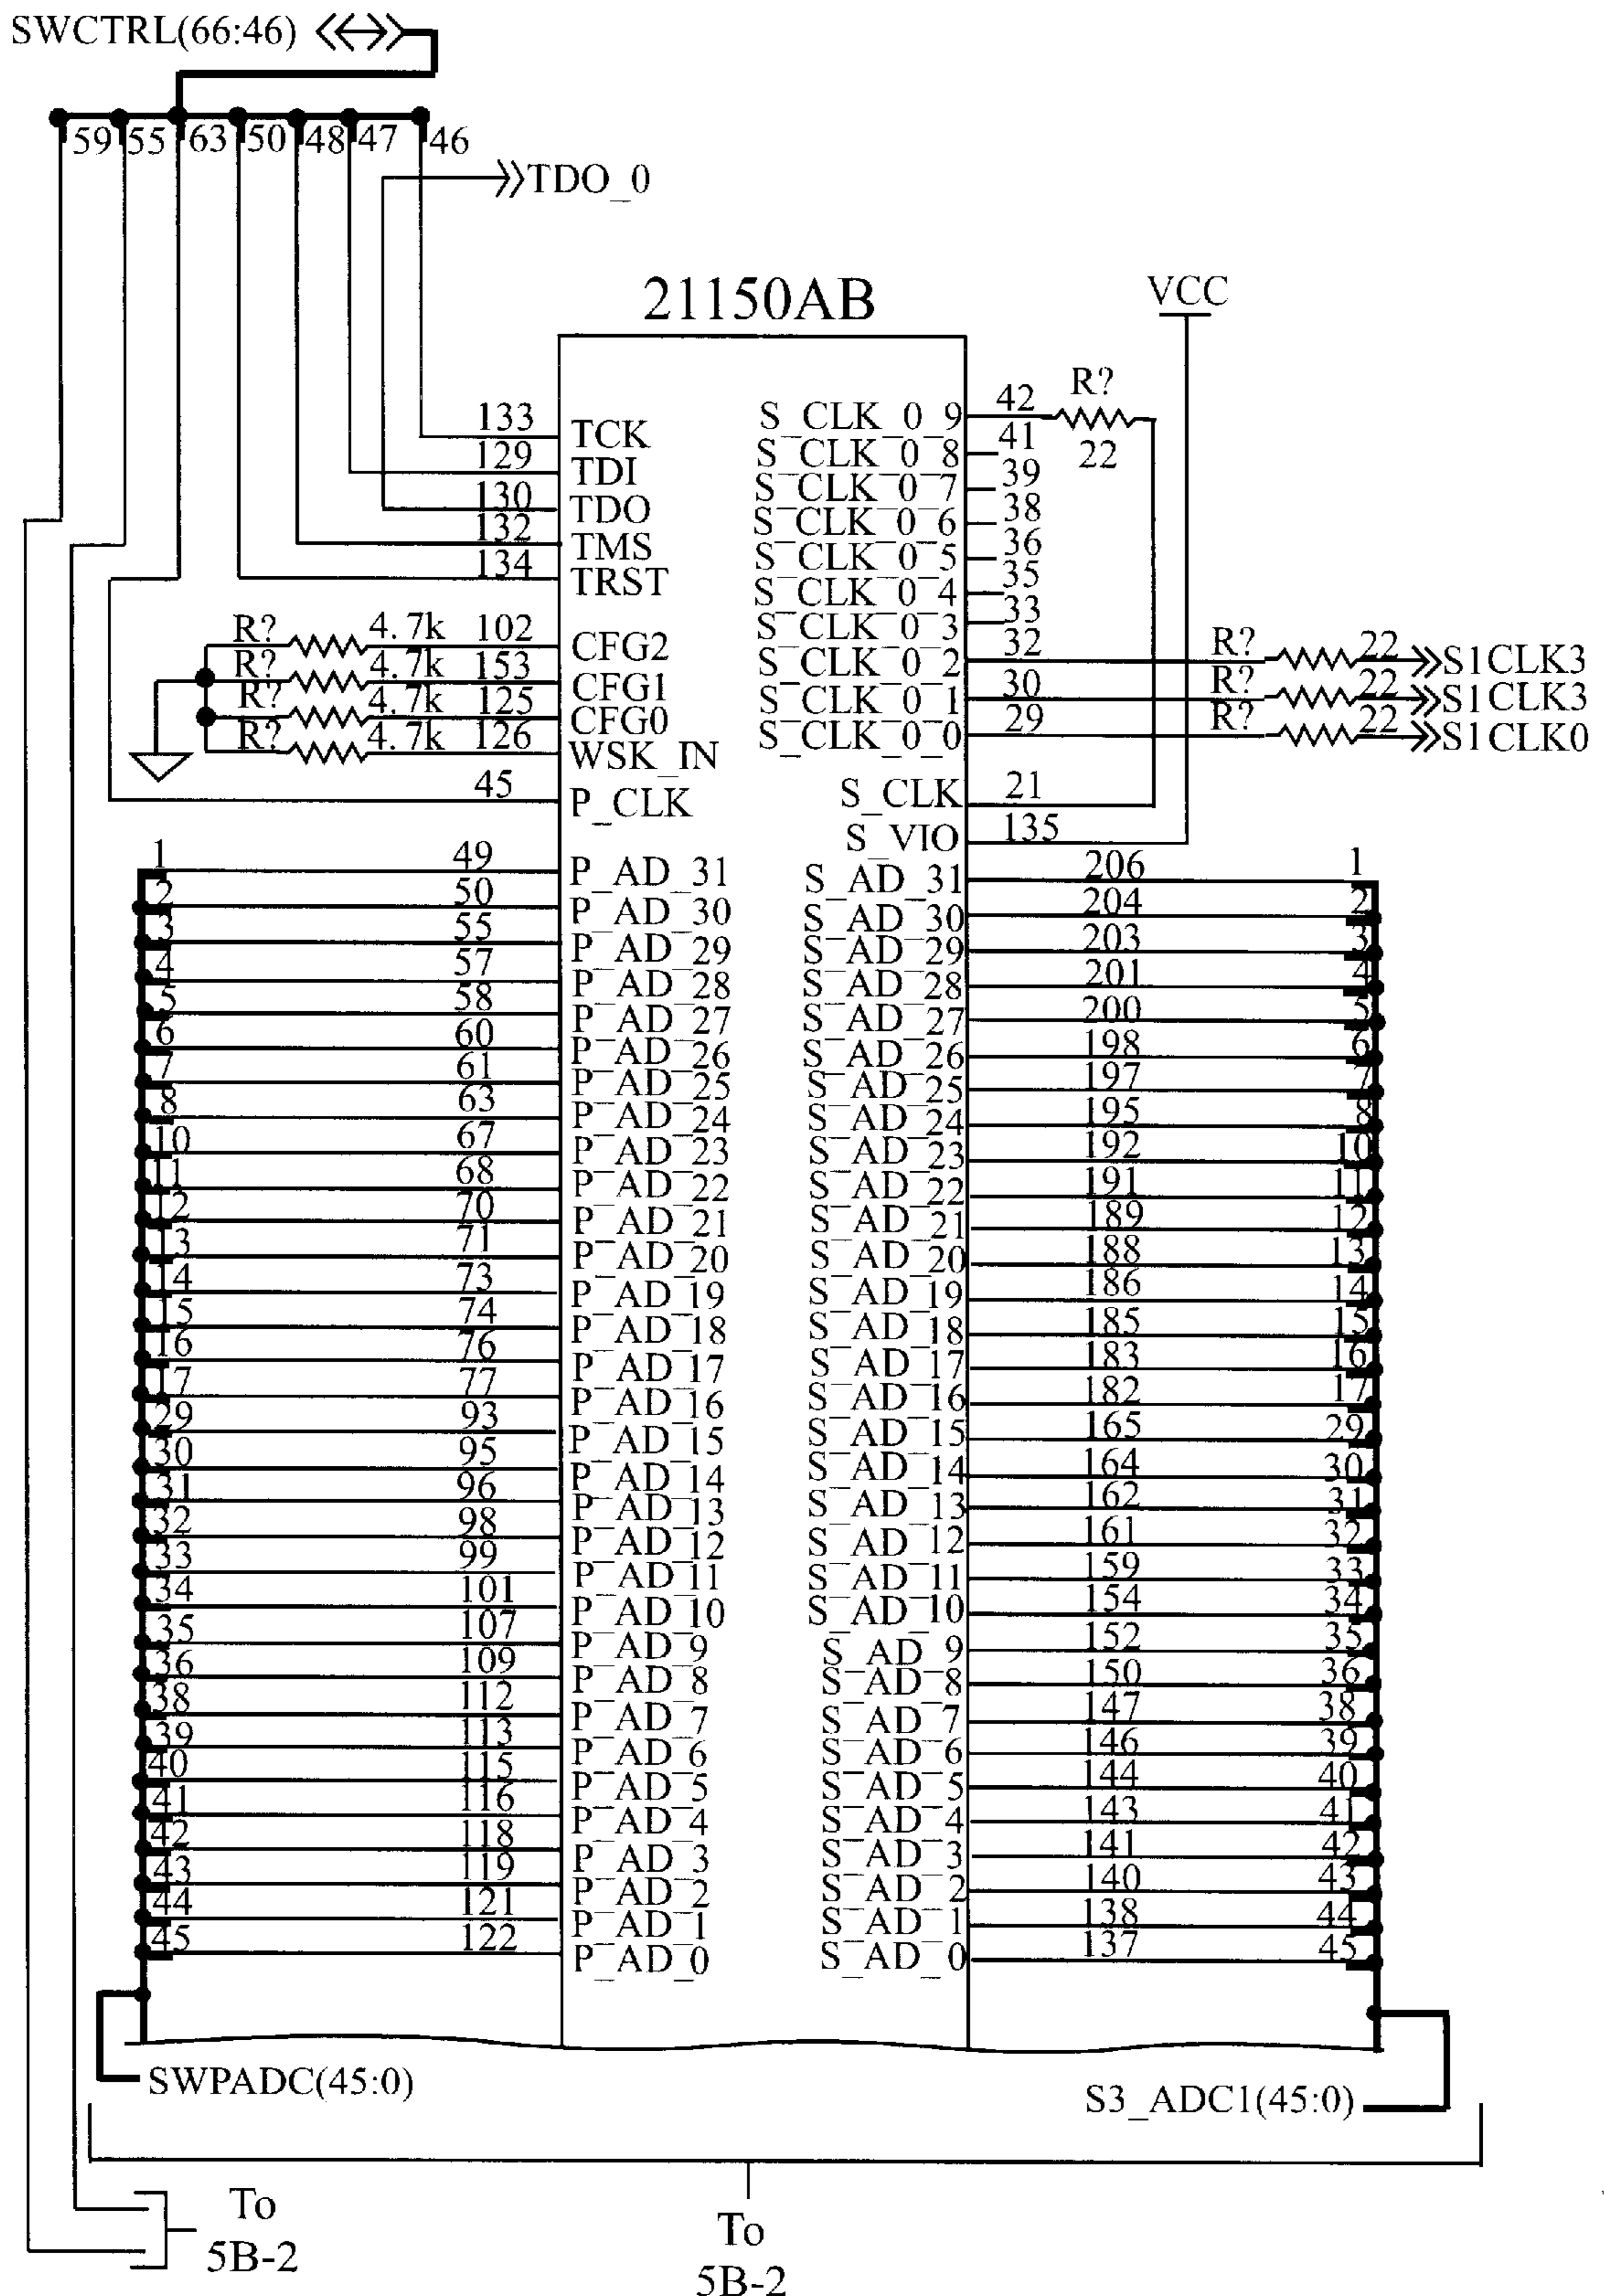 SWCTRL(66:46)
59 55 63 50 48 47 46
TDO_0
21150AB
VCC
133 TCK
129 TDI
130 TDO
132 TMS
134 TRST
R? 4.7k 102 CFG2
R? 4.7k 153 CFG1
R? 4.7k 125 CFG0
R? 4.7k 126 WSK_IN
45 P_CLK
S_CLK_0_9 42 R? 22
S_CLK_0_8 41
S_CLK_0_7 39
S_CLK_0_6 38
S_CLK_0_5 36
S_CLK_0_4 35
S_CLK_0_3 33
S_CLK_0_2 32 R? 22 S1CLK3
S_CLK_0_1 30 R? 22 S1CLK3
S_CLK_0_0 29 R? 22 S1CLK0
S_CLK 21
S_VIO 135
1 49 P_AD_31 S_AD_31 206 1
2 50 P_AD_30 S_AD_30 204 2
3 55 P_AD_29 S_AD_29 203 3
4 57 P_AD_28 S_AD_28 201 4
5 58 P_AD_27 S_AD_27 200 5
6 60 P_AD_26 S_AD_26 198 6
7 61 P_AD_25 S_AD_25 197 7
8 63 P_AD_24 S_AD_24 195 8
10 67 P_AD_23 S_AD_23 192 10
11 68 P_AD_22 S_AD_22 191 11
12 70 P_AD_21 S_AD_21 189 12
13 71 P_AD_20 S_AD_20 188 13
14 73 P_AD_19 S_AD_19 186 14
15 74 P_AD_18 S_AD_18 185 15
16 76 P_AD_17 S_AD_17 183 16
17 77 P_AD_16 S_AD_16 182 17
29 93 P_AD_15 S_AD_15 165 29
30 95 P_AD_14 S_AD_14 164 30
31 96 P_AD_13 S_AD_13 162 31
32 98 P_AD_12 S_AD_12 161 32
33 99 P_AD_11 S_AD_11 159 33
34 101 P_AD_10 S_AD_10 154 34
35 107 P_AD_9 S_AD_9 152 35
36 109 P_AD_8 S_AD_8 150 36
38 112 P_AD_7 S_AD_7 147 38
39 113 P_AD_6 S_AD_6 146 39
40 115 P_AD_5 S_AD_5 144 40
41 116 P_AD_4 S_AD_4 143 41
42 118 P_AD_3 S_AD_3 141 42
43 119 P_AD_2 S_AD_2 140 43
44 121 P_AD_1 S_AD_1 138 44
45 122 P_AD_0 S_AD_0 137 45
SWPADC(45:0)
S3_ADC1(45:0)
To
5B-2
To
5B-2